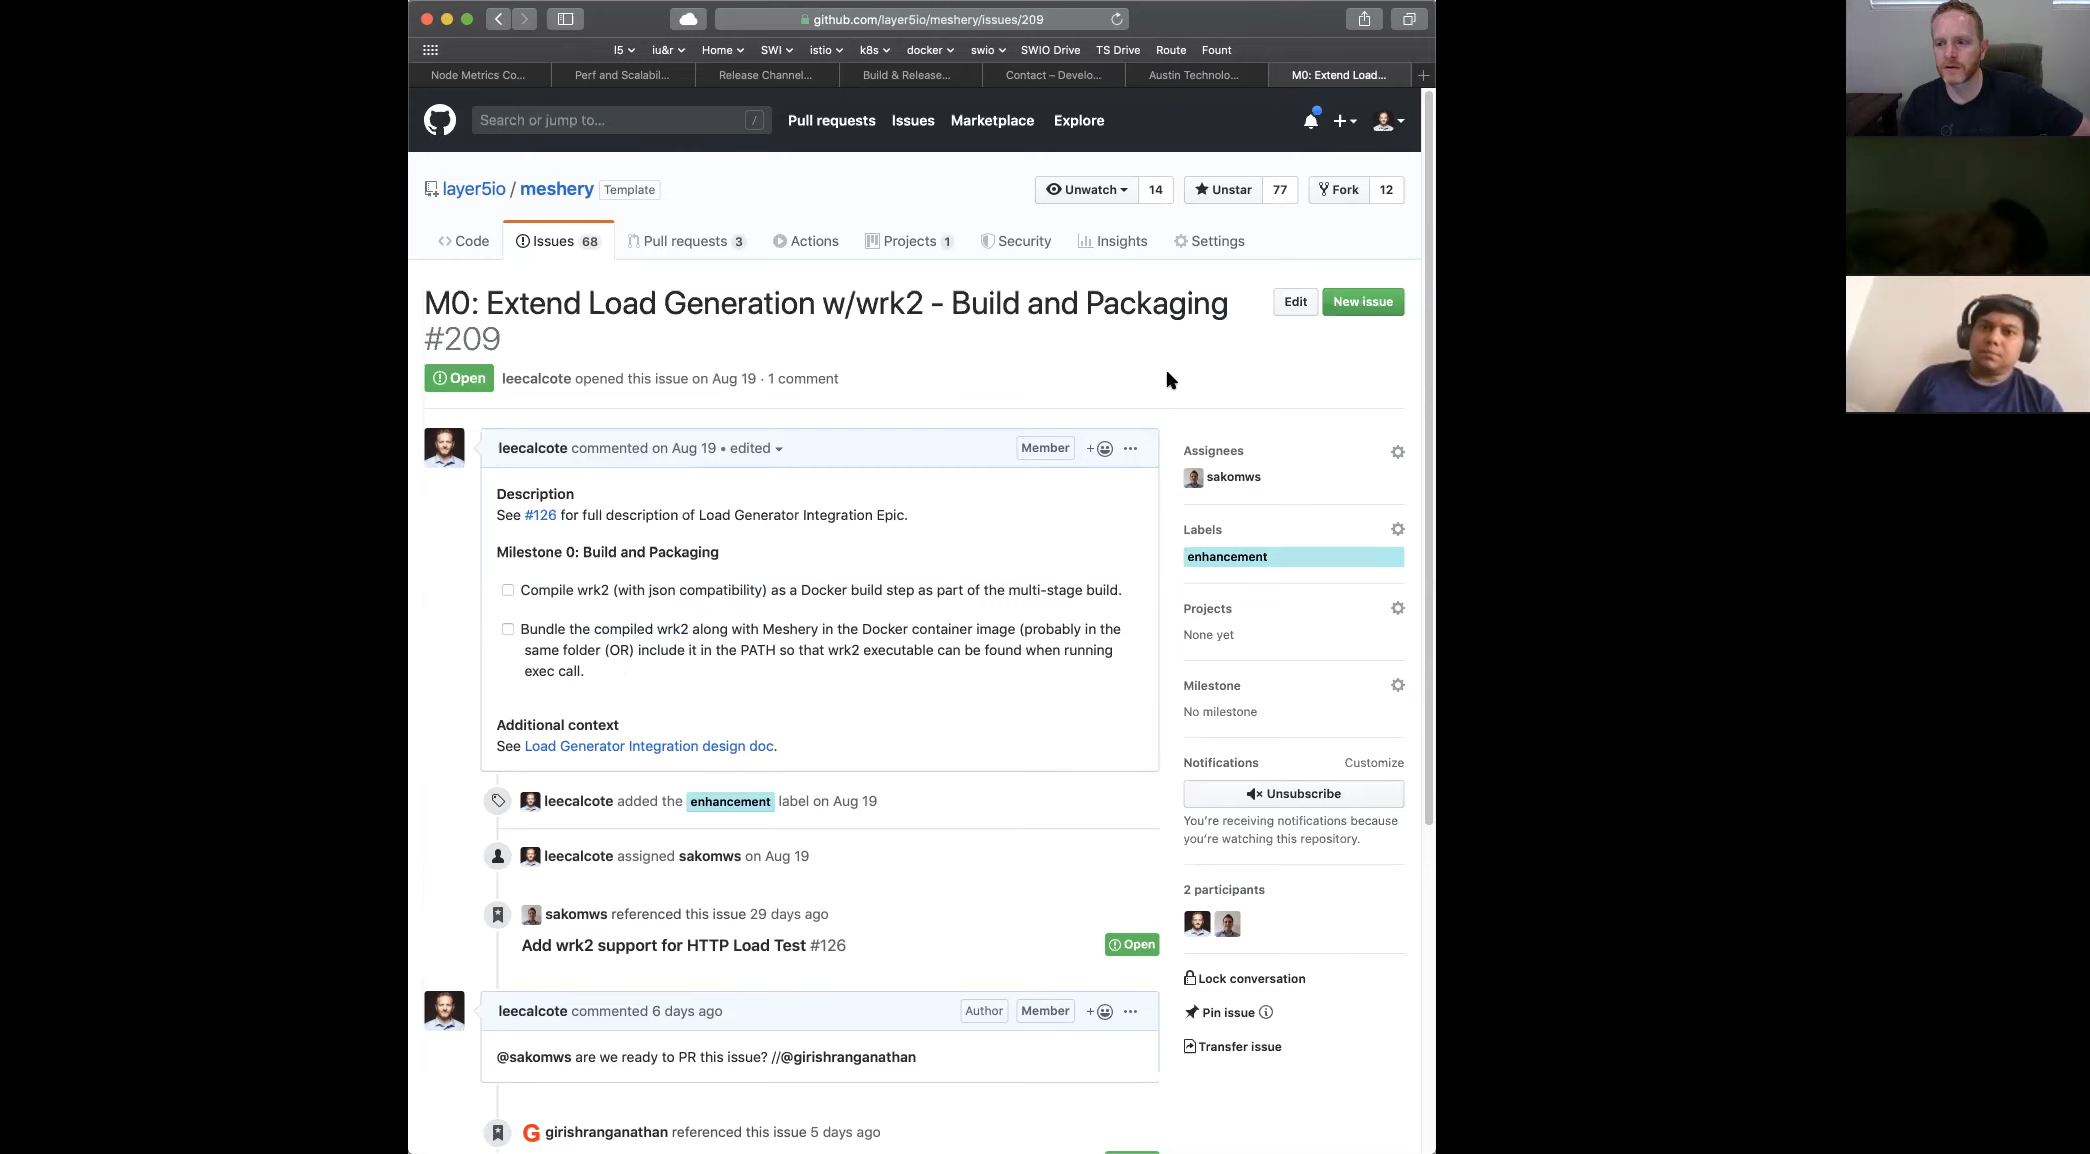 github.com/layer5io/meshery/issues/209
l5 iu&r Home SWI istio k8s docker swio SWIO Drive TS Drive Route Fount
Node Metrics Co... Perf and Scalabil... Release Channel... Build & Release... Contact – Develo... Austin Technolo... M0: Extend Load...
Search or jump to... / Pull requests Issues Marketplace Explore
layer5io / meshery Template Unwatch 14 Unstar 77 Fork 12
Code Issues 68 Pull requests 3 Actions Projects 1 Security Insights Settings
M0: Extend Load Generation w/wrk2 - Build and Packaging
#209
Edit New issue
Open leecalcote opened this issue on Aug 19 · 1 comment
leecalcote commented on Aug 19 • edited Member
Description
See #126 for full description of Load Generator Integration Epic.
Milestone 0: Build and Packaging
Compile wrk2 (with json compatibility) as a Docker build step as part of the multi-stage build.
Bundle the compiled wrk2 along with Meshery in the Docker container image (probably in the
same folder (OR) include it in the PATH so that wrk2 executable can be found when running
exec call.
Additional context
See Load Generator Integration design doc.
leecalcote added the enhancement label on Aug 19
leecalcote assigned sakomws on Aug 19
sakomws referenced this issue 29 days ago
Add wrk2 support for HTTP Load Test #126 Open
leecalcote commented 6 days ago Author Member
@sakomws are we ready to PR this issue? //@girishranganathan
G girishranganathan referenced this issue 5 days ago
Assignees
sakomws
Labels
enhancement
Projects
None yet
Milestone
No milestone
Notifications Customize
Unsubscribe
You're receiving notifications because
you're watching this repository.
2 participants
Lock conversation
Pin issue
Transfer issue